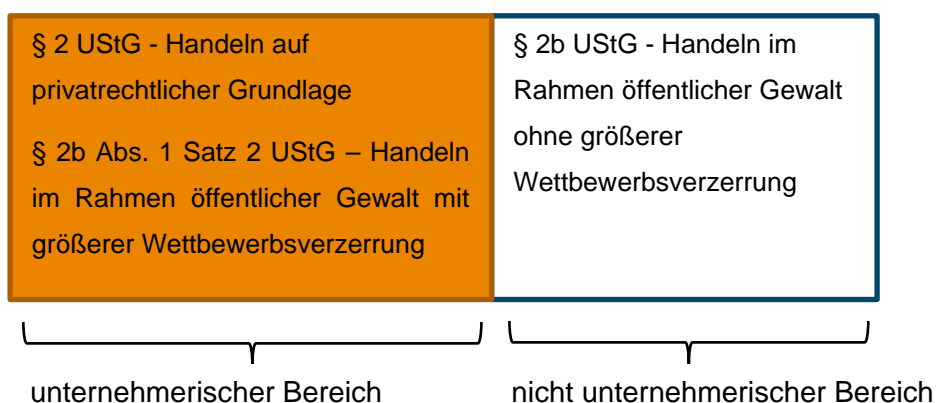 § 2 UStG - Handeln auf
privatrechtlicher Grundlage
§ 2b Abs. 1 Satz 2 UStG – Handeln
im Rahmen öffentlicher Gewalt mit
größerer Wettbewerbsverzerrung
§ 2b UStG - Handeln im
Rahmen öffentlicher Gewalt
ohne größerer
Wettbewerbsverzerrung
unternehmerischer Bereich
nicht unternehmerischer Bereich